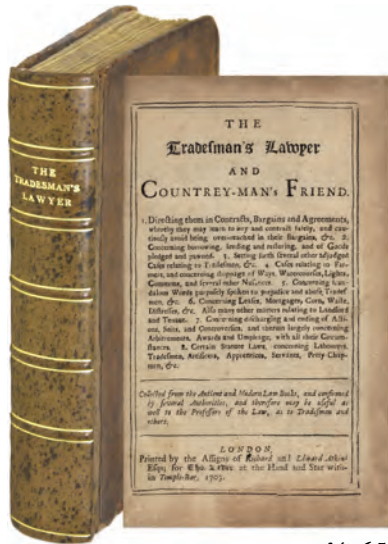 THE
TRADESMAN'S
LAWYER
THE
Tradesman's Lawyer
AND
COUNTREY-MAN's FRIEND.
1. Directing them in Contracts, Bargains and Agreements,
whereby they may learn to buy and contract safely, and cau-
tiously avoid being over-reached in their Bargains, &c. 2.
Concerning borrowing, lending and restoring, and of Goods
pledged and pawned. 3. Setting forth several other adjudged
Cases relating to Tradesmen, &c. 4. Cases relating to Far-
mers, and concerning stoppage of Ways, Watercourses, Lights,
Commons, and several other Nusances. 5. Concerning scan-
dalous Words purposely spoken to prejudice and abuse Trades-
men, &c. 6. Concerning Leases, Mortgages, Corn, Walls,
Distresses, &c. Also many other matters relating to Landlord
and Tenant. 7. Concerning discharging and ending of Acti-
ons, Suits, and Controversies, and therein largely concerning
Arbitrements, Awards and Umpirage, with all their Circum-
stances. 8. Certain Statute Laws, concerning Labourers,
Tradesmen, Artificers, Apprentices, Servants, Petty Chap-
men, &c.
Collected from the Antient and Modern Law Books, and confirmed
by several Authorities, and therefore may be useful as
well to the Professors of the Law, as to Tradesmen and
others.
LONDON,
Printed by the Assigns of Richard and Edward Atkins
Esqs; for Tho. at the Hand and Star with-
in Temple-Bar, 1703.